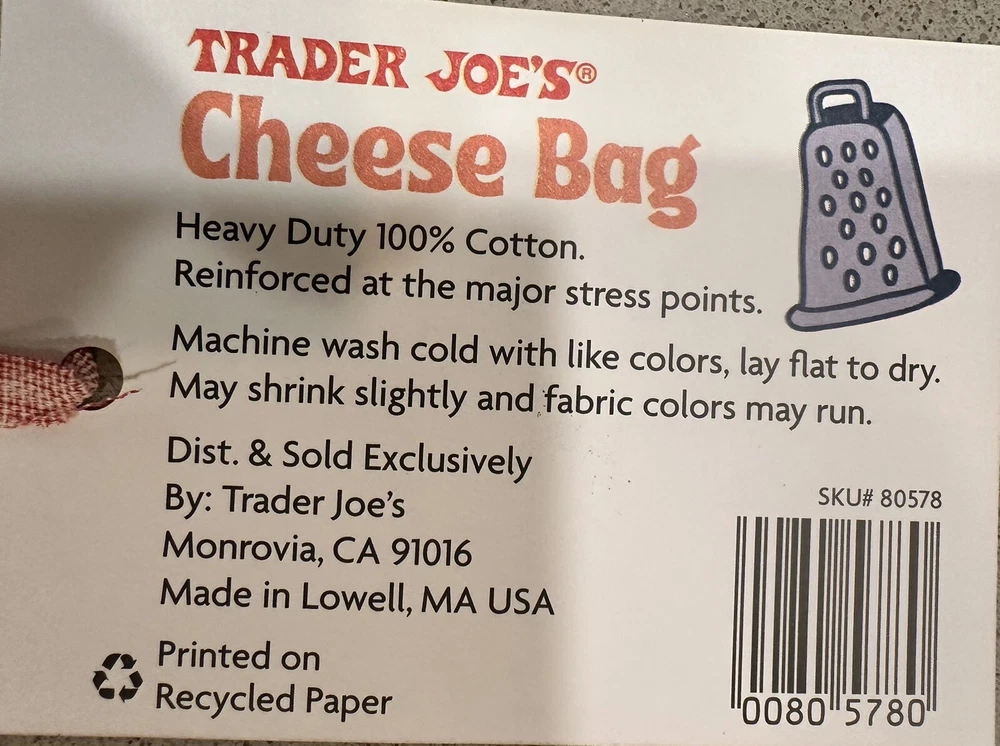 TRADER JOE'S®
Cheese Bag
Heavy Duty 100% Cotton.
Reinforced at the major stress points.
Machine wash cold with like colors, lay flat to dry.
May shrink slightly and fabric colors may run.
Dist. & Sold Exclusively
By: Trader Joe's
Monrovia, CA 91016
Made in Lowell, MA USA
Printed on
Recycled Paper
SKU# 80578
0080 5780